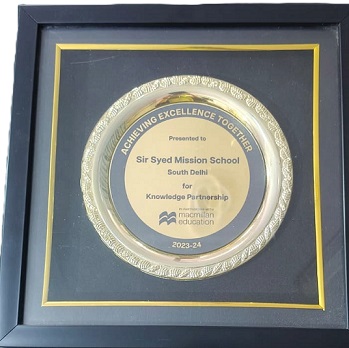 ACHIEVING EXCELLENCE TOGETHER
Presented to
Sir Syed Mission School
South Delhi
for
Knowledge Partnership
macmillan
education
2023-24